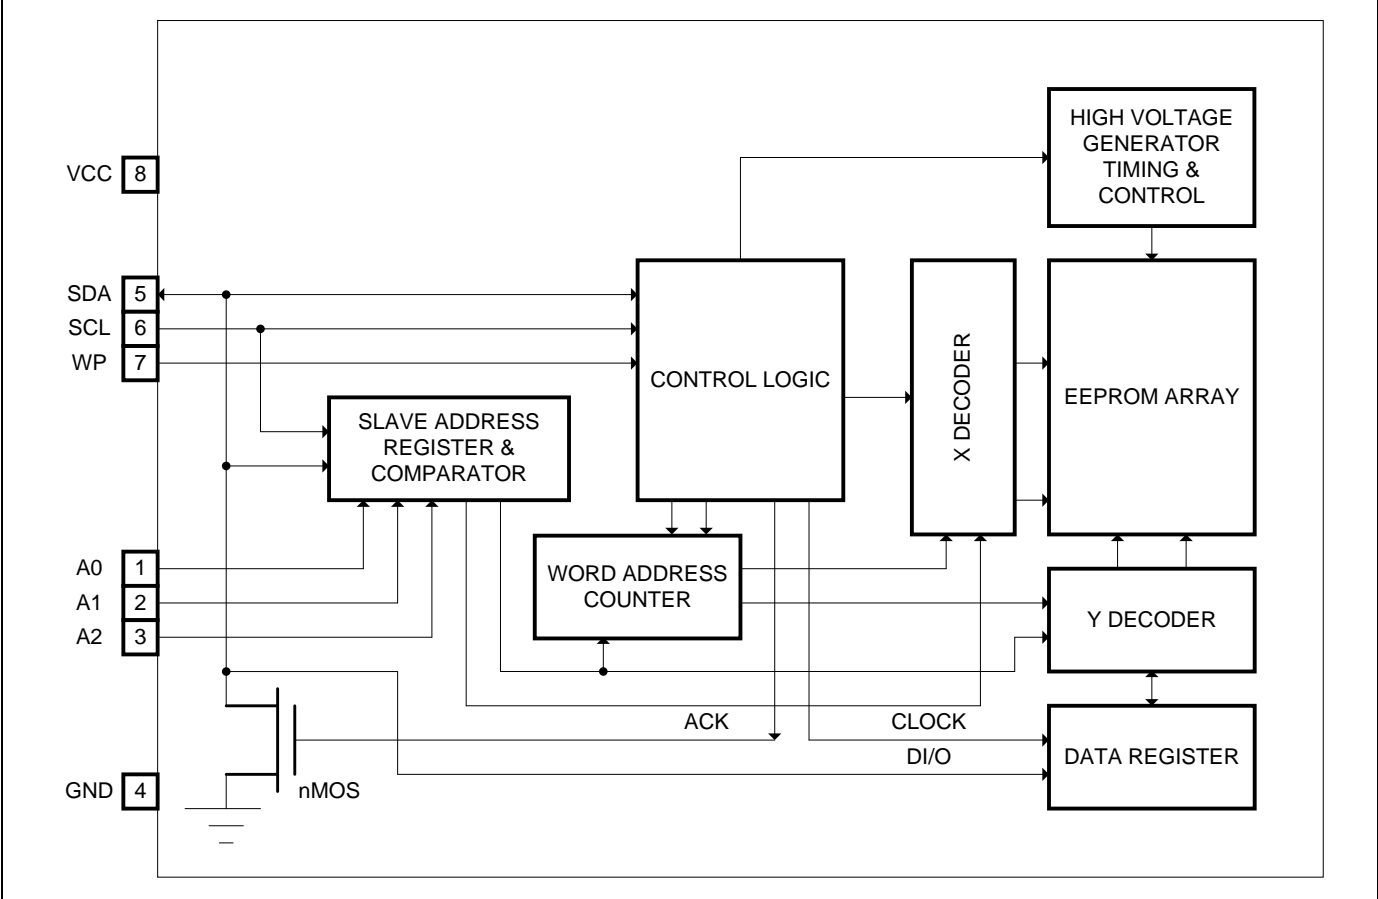 HIGH VOLTAGE
GENERATOR
TIMING &
CONTROL
VCC 8
SDA 5
SCL 6
WP 7
CONTROL LOGIC
X DECODER
EEPROM ARRAY
SLAVE ADDRESS
REGISTER &
COMPARATOR
A0 1
A1 2
A2 3
WORD ADDRESS
COUNTER
Y DECODER
ACK
CLOCK
DI/O
DATA REGISTER
GND 4
nMOS